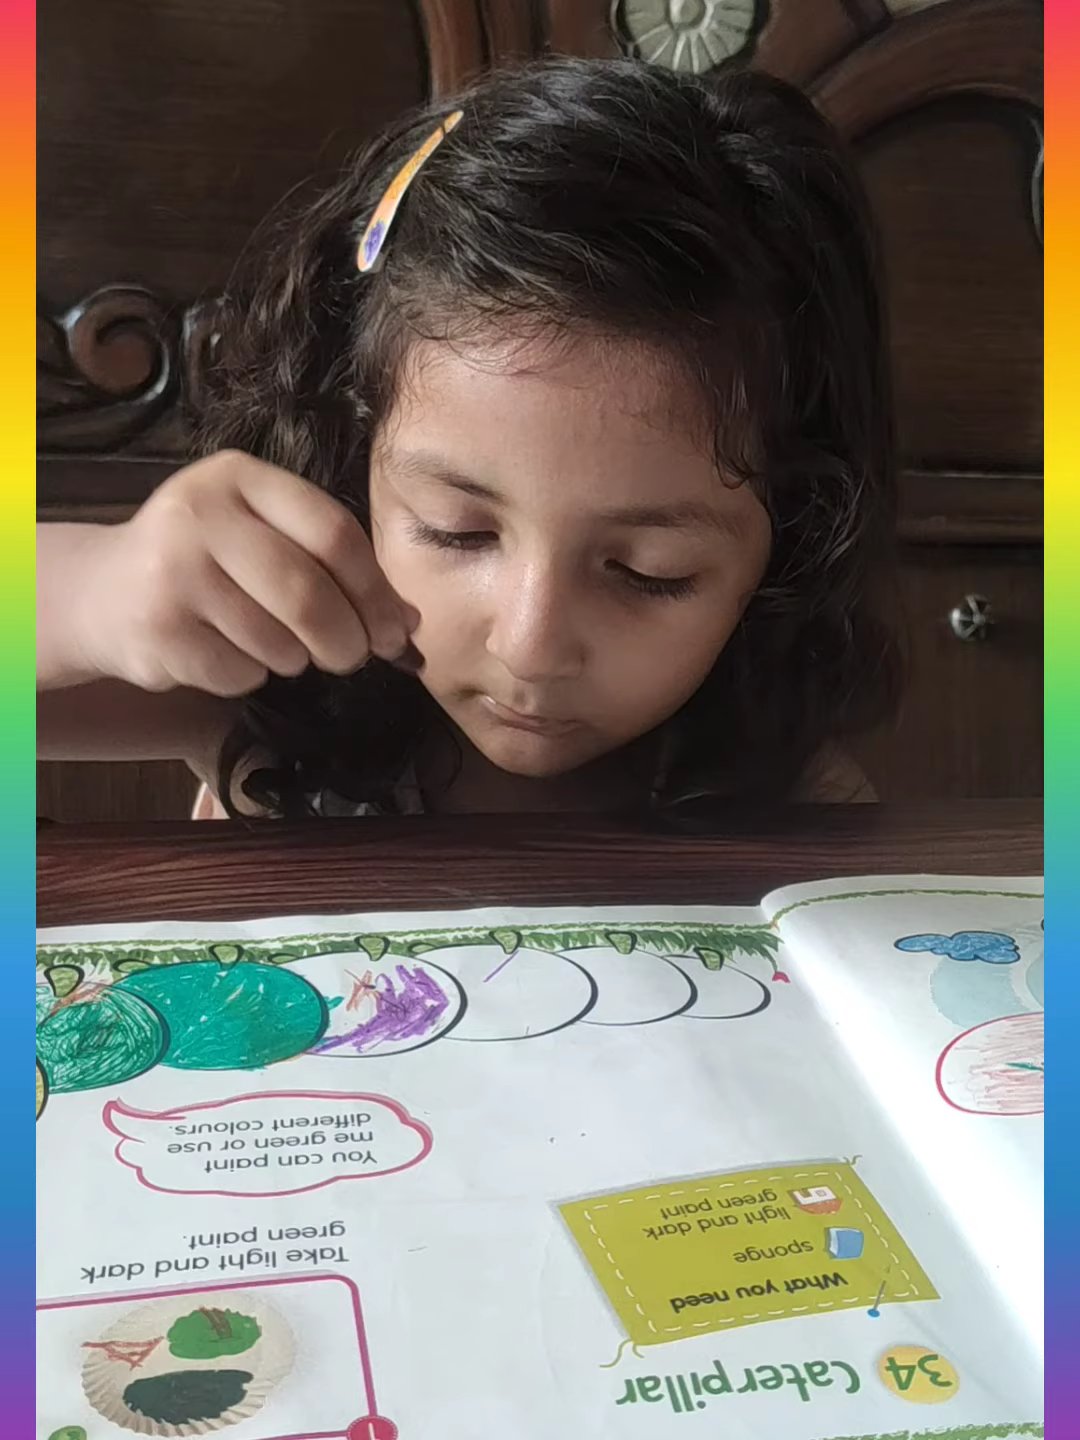 34 Caterpillar
What you need
sponge
light and dark
green paint
1
Take light and dark
green paint.
You can paint
me green or use
different colours.